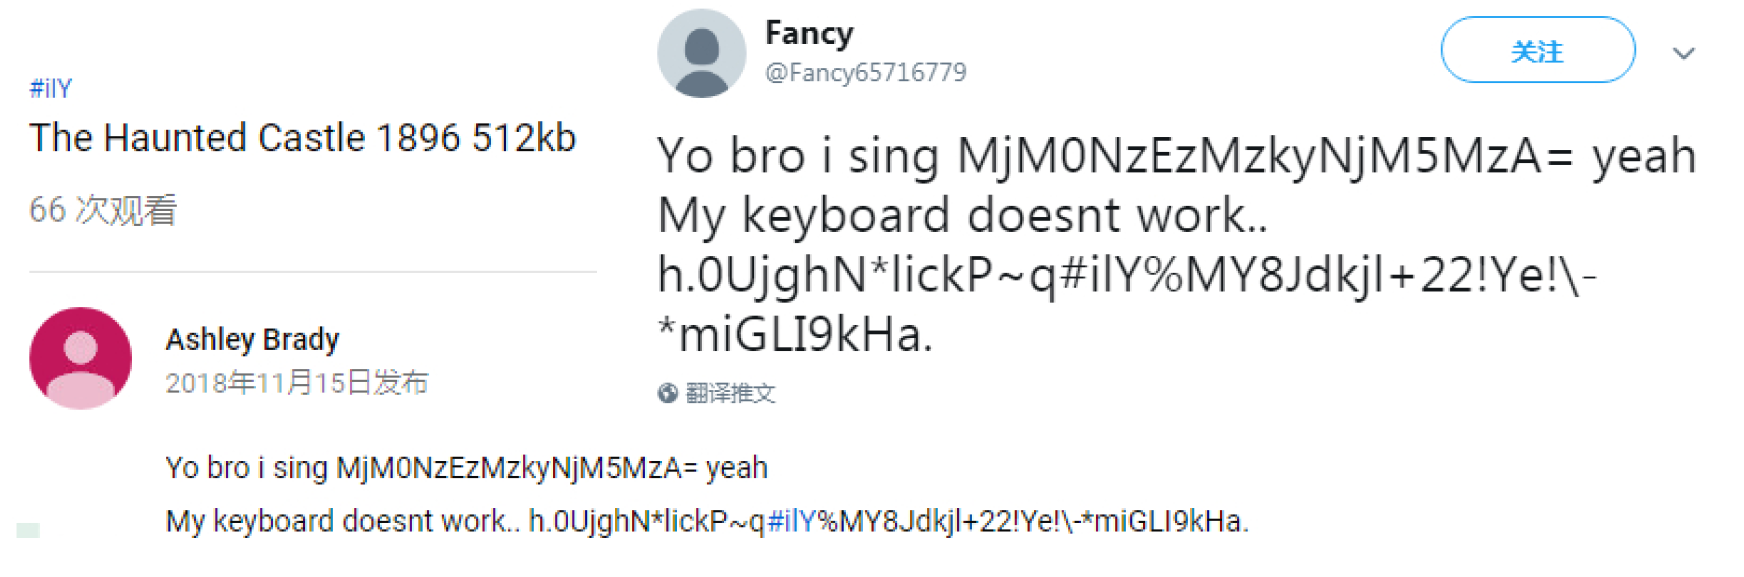 #ilY
The Haunted Castle 1896 512kb
66 次观看
Ashley Brady
2018年11月15日发布
Yo bro i sing MjM0NzEzMzkyNjM5MzA= yeah
My keyboard doesnt work.. h.0UjghN*lickP~q#ilY%MY8Jdkjl+22!Ye!\-*miGLI9kHa.
Fancy
@Fancy65716779
关注
Yo bro i sing MjM0NzEzMzkyNjM5MzA= yeah
My keyboard doesnt work..
h.0UjghN*lickP~q#ilY%MY8Jdkjl+22!Ye!\-
*miGLI9kHa.
翻译推文